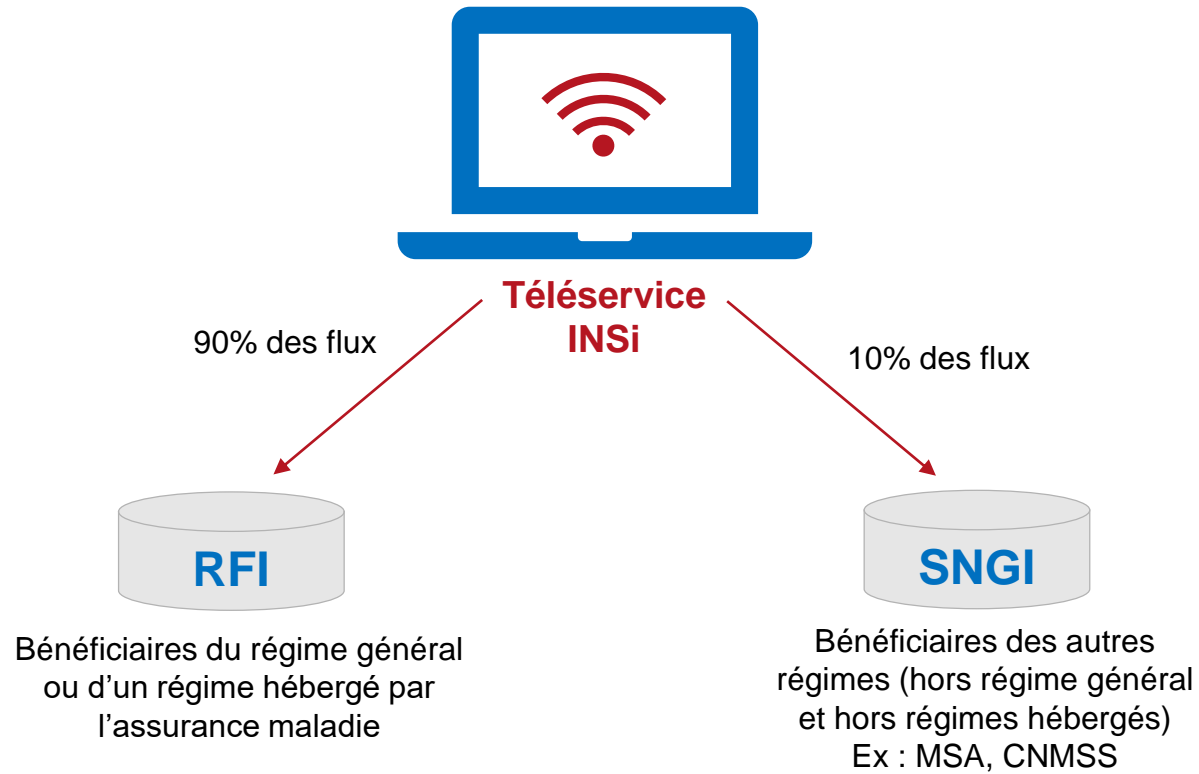 Téléservice
INSi
90% des flux
10% des flux
RFI
SNGI
Bénéficiaires du régime général
ou d’un régime hébergé par
l’assurance maladie
Bénéficiaires des autres
régimes (hors régime général
et hors régimes hébergés)
Ex : MSA, CNMSS